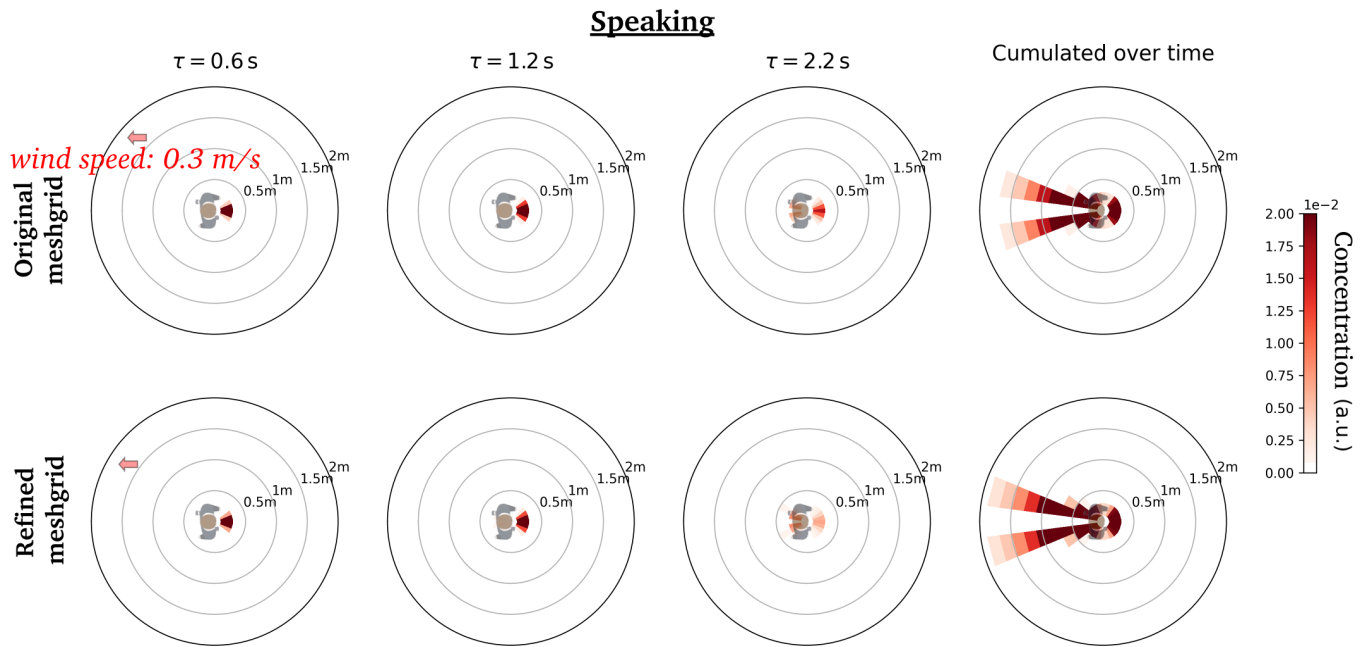 Speaking
τ = 0.6 s
τ = 1.2 s
τ = 2.2 s
Cumulated over time
wind speed: 0.3 m/s
Original
meshgrid
0.5m
1m
1.5m
2m
0.5m
1m
1.5m
2m
0.5m
1m
1.5m
2m
0.5m
1m
1.5m
2m
Refined
meshgrid
0.5m
1m
1.5m
2m
0.5m
1m
1.5m
2m
0.5m
1m
1.5m
2m
0.5m
1m
1.5m
2m
1e−2
2.00
1.75
1.50
1.25
1.00
0.75
0.50
0.25
0.00
Concentration (a.u.)